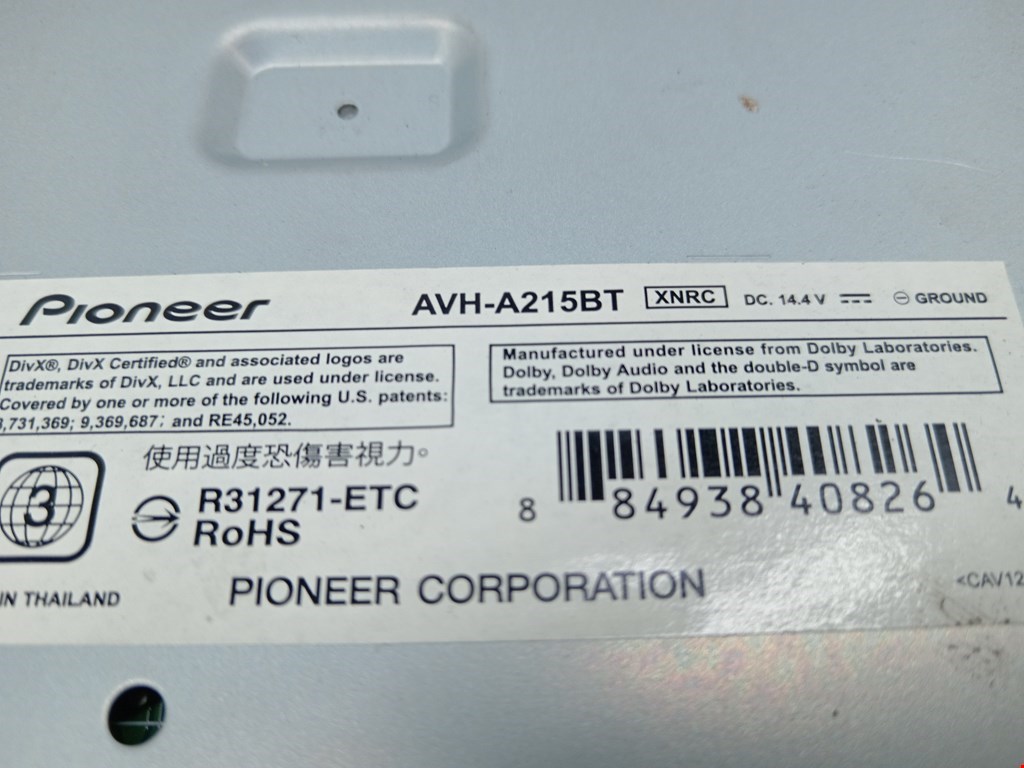 Pioneer
AVH-A215BT XNRC DC. 14.4 V ⎓ ⊖ GROUND
DivX®, DivX Certified® and associated logos are
trademarks of DivX, LLC and are used under license.
Covered by one or more of the following U.S. patents:
,731,369; 9,369,687; and RE45,052.
Manufactured under license from Dolby Laboratories.
Dolby, Dolby Audio and the double-D symbol are
trademarks of Dolby Laboratories.
使用過度恐傷害視力。
3
R31271-ETC
RoHS
8 84938 40826 4
IN THAILAND
PIONEER CORPORATION
<CAV12